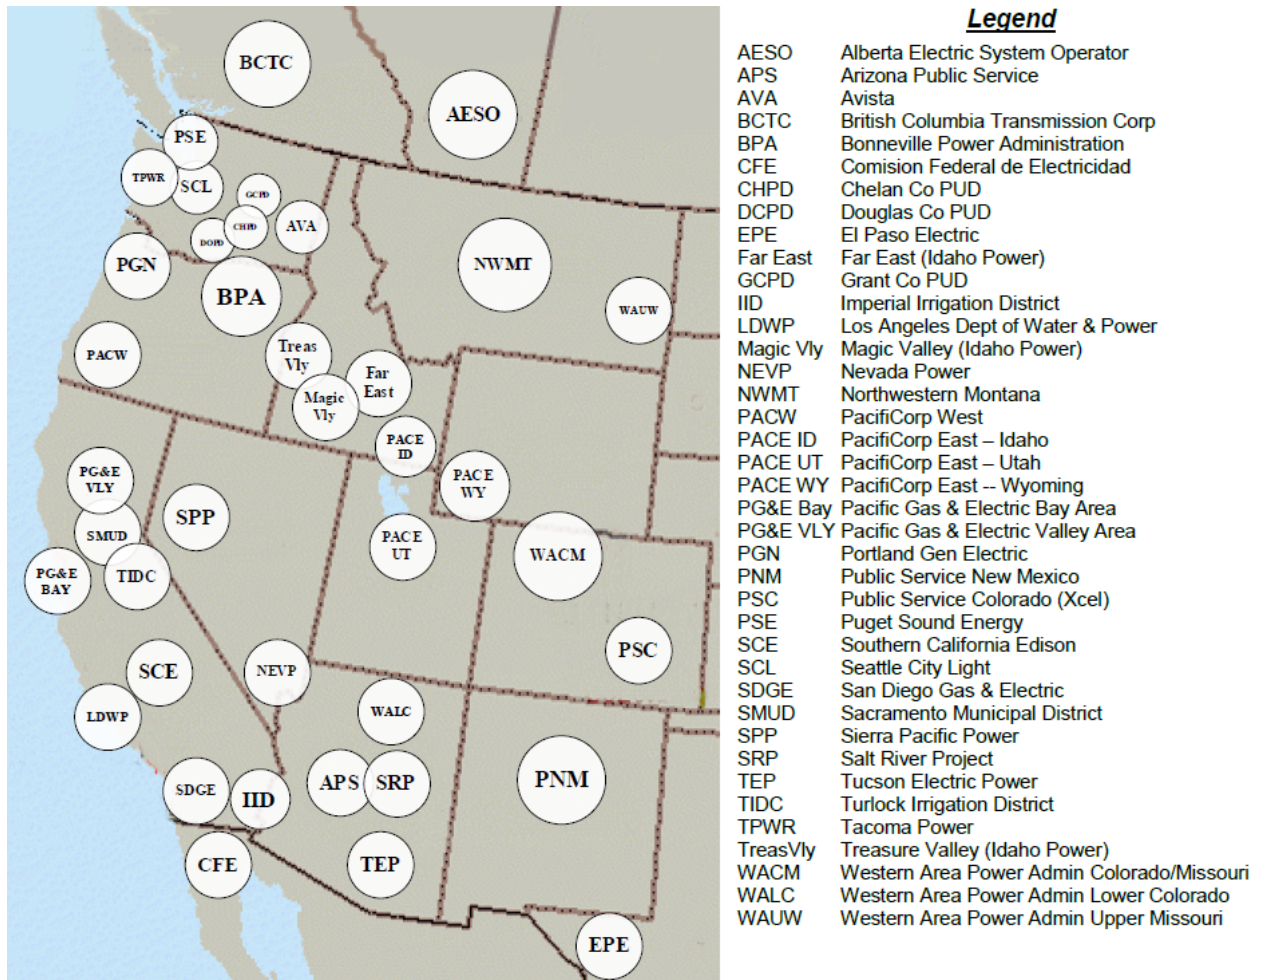 BCTC
AESO
PSE
TPWR
SCL
GCPD
CHPD
DOPD
AVA
PGN
BPA
NWMT
WAUW
PACW
Treas
Vly
Far
East
Magic
Vly
PACE
ID
PACE
WY
PG&E
VLY
SMUD
SPP
PACE
UT
WACM
PG&E
BAY
TIDC
SCE
NEVP
PSC
LDWP
WALC
SDGE
IID
APS
SRP
PNM
CFE
TEP
EPE
Legend
AESO Alberta Electric System Operator
APS Arizona Public Service
AVA Avista
BCTC British Columbia Transmission Corp
BPA Bonneville Power Administration
CFE Comision Federal de Electricidad
CHPD Chelan Co PUD
DCPD Douglas Co PUD
EPE El Paso Electric
Far East Far East (Idaho Power)
GCPD Grant Co PUD
IID Imperial Irrigation District
LDWP Los Angeles Dept of Water & Power
Magic Vly Magic Valley (Idaho Power)
NEVP Nevada Power
NWMT Northwestern Montana
PACW PacifiCorp West
PACE ID PacifiCorp East – Idaho
PACE UT PacifiCorp East – Utah
PACE WY PacifiCorp East -- Wyoming
PG&E Bay Pacific Gas & Electric Bay Area
PG&E VLY Pacific Gas & Electric Valley Area
PGN Portland Gen Electric
PNM Public Service New Mexico
PSC Public Service Colorado (Xcel)
PSE Puget Sound Energy
SCE Southern California Edison
SCL Seattle City Light
SDGE San Diego Gas & Electric
SMUD Sacramento Municipal District
SPP Sierra Pacific Power
SRP Salt River Project
TEP Tucson Electric Power
TIDC Turlock Irrigation District
TPWR Tacoma Power
TreasVly Treasure Valley (Idaho Power)
WACM Western Area Power Admin Colorado/Missouri
WALC Western Area Power Admin Lower Colorado
WAUW Western Area Power Admin Upper Missouri